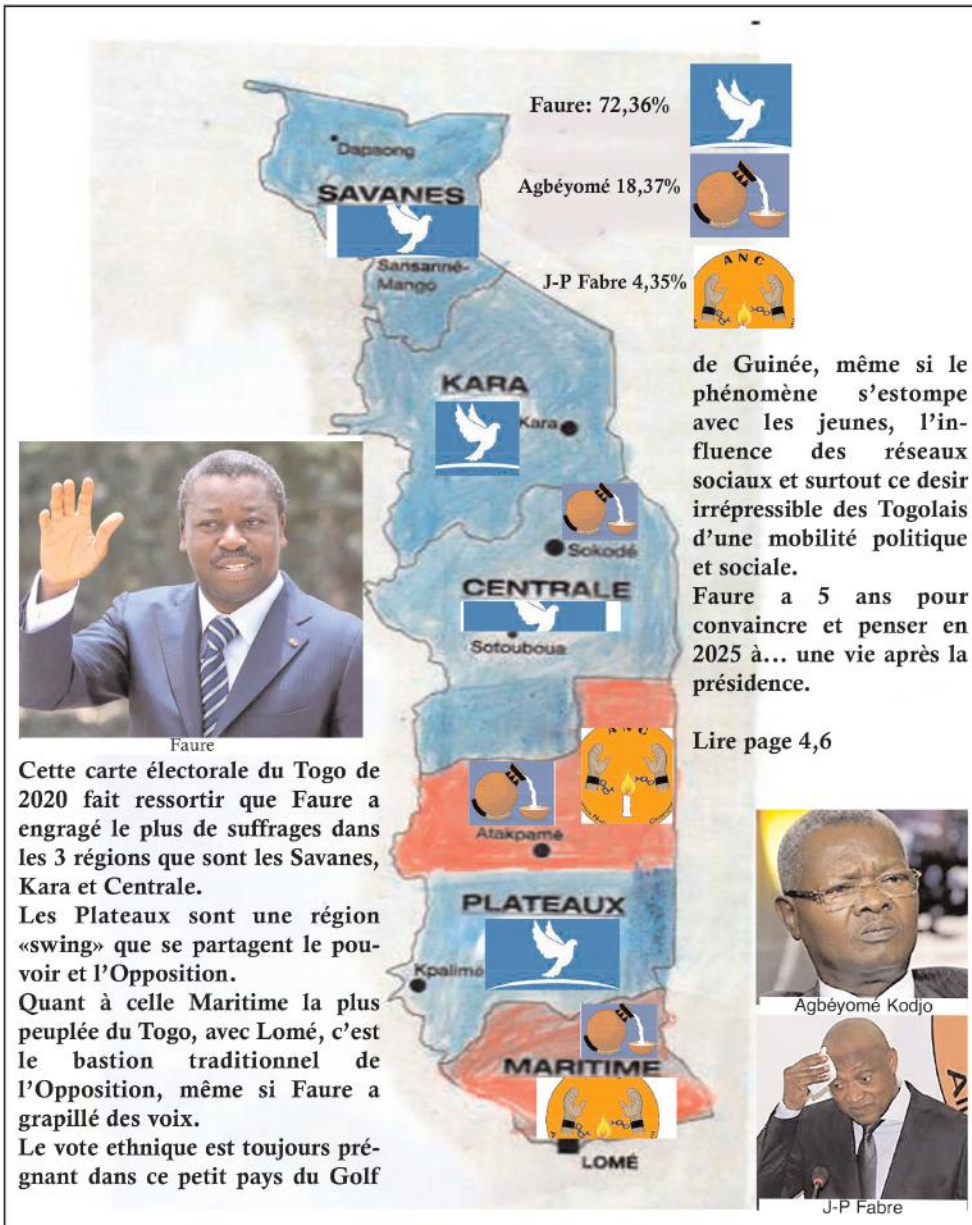 Faure: 72,36%
Agbéyomé 18,37%
J-P Fabre 4,35%
ANC
Dapaong
SAVANES
Sansanné-
Mango
KARA
Kara
Sokodé
CENTRALE
Sotouboua
ANC
Atakpamé
PLATEAUX
Kpalimé
MARITIME
LOMÉ
Faure
Cette carte électorale du Togo de
2020 fait ressortir que Faure a
engragé le plus de suffrages dans
les 3 régions que sont les Savanes,
Kara et Centrale.
Les Plateaux sont une région
«swing» que se partagent le pou-
voir et l’Opposition.
Quant à celle Maritime la plus
peuplée du Togo, avec Lomé, c’est
le bastion traditionnel de
l’Opposition, même si Faure a
grapillé des voix.
Le vote ethnique est toujours pré-
gnant dans ce petit pays du Golf
de Guinée, même si le
phénomène s’estompe
avec les jeunes, l’in-
fluence des réseaux
sociaux et surtout ce desir
irrépressible des Togolais
d’une mobilité politique
et sociale.
Faure a 5 ans pour
convaincre et penser en
2025 à… une vie après la
présidence.
Lire page 4,6
Agbéyomé Kodjo
J-P Fabre